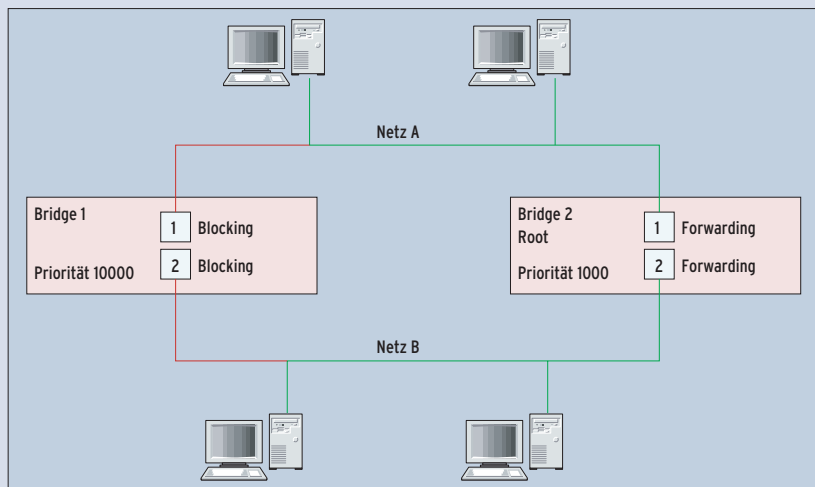 Netz A
Bridge 1
1 Blocking
2 Blocking
Priorität 10000
Bridge 2
Root
1 Forwarding
2 Forwarding
Priorität 1000
Netz B